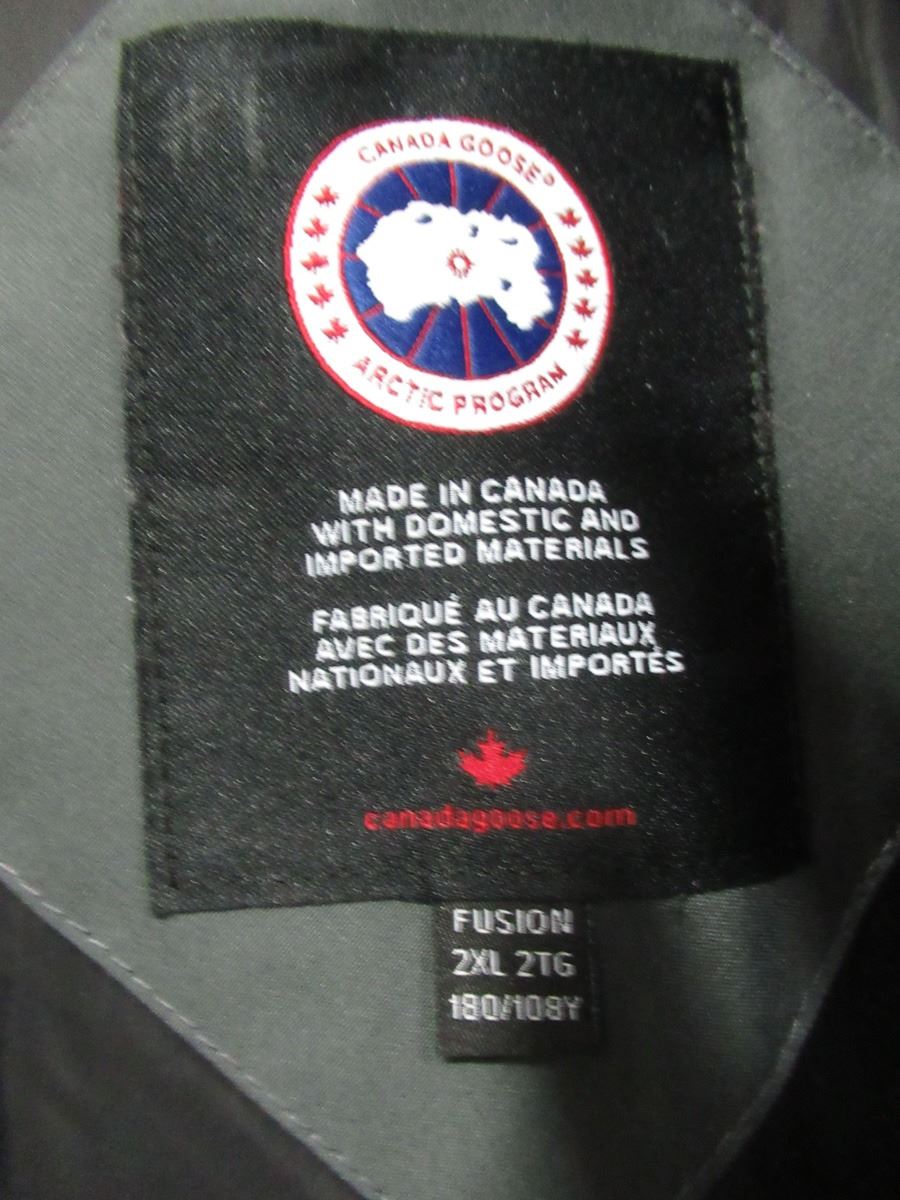 CANADA GOOSE®
ARCTIC PROGRAM
MADE IN CANADA
WITH DOMESTIC AND
IMPORTED MATERIALS
FABRIQUÉ AU CANADA
AVEC DES MATERIAUX
NATIONAUX ET IMPORTÉS
canadagoose.com
FUSION
2XL 2TG
180/108Y